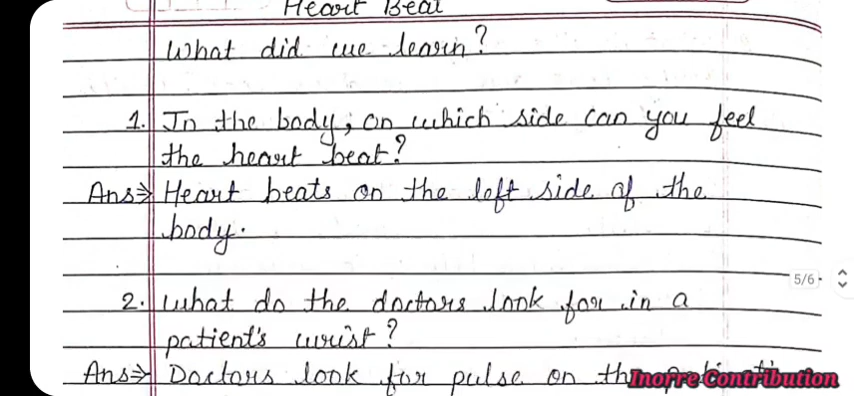 Heart Beat
What did we learn?
1. In the body, on which side can you feel
the heart beat?
Ans⇒ Heart beats on the left side of the
body.
5/6
2. What do the doctors look for in a
patient's wrist?
Ans⇒ Doctors look for pulse on the
Inorre Contribution